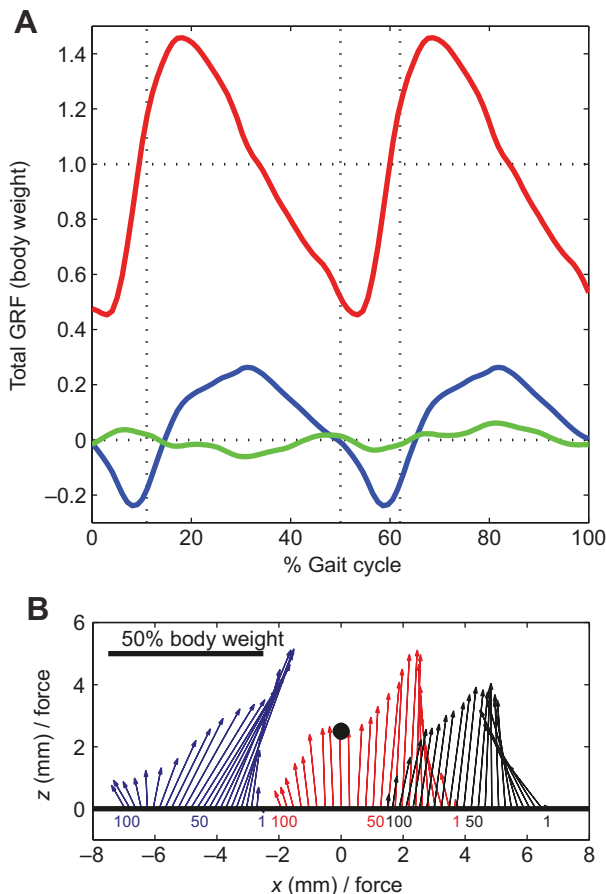 A
Total GRF (body weight)
1.4
1.2
1.0
0.8
0.6
0.4
0.2
0
–0.2
0 20 40 60 80 100
% Gait cycle
B
z (mm) / force
6
4
2
0
50% body weight
100 50 1 100 50 100 1 50 1
–8 –6 –4 –2 0 2 4 6 8
x (mm) / force